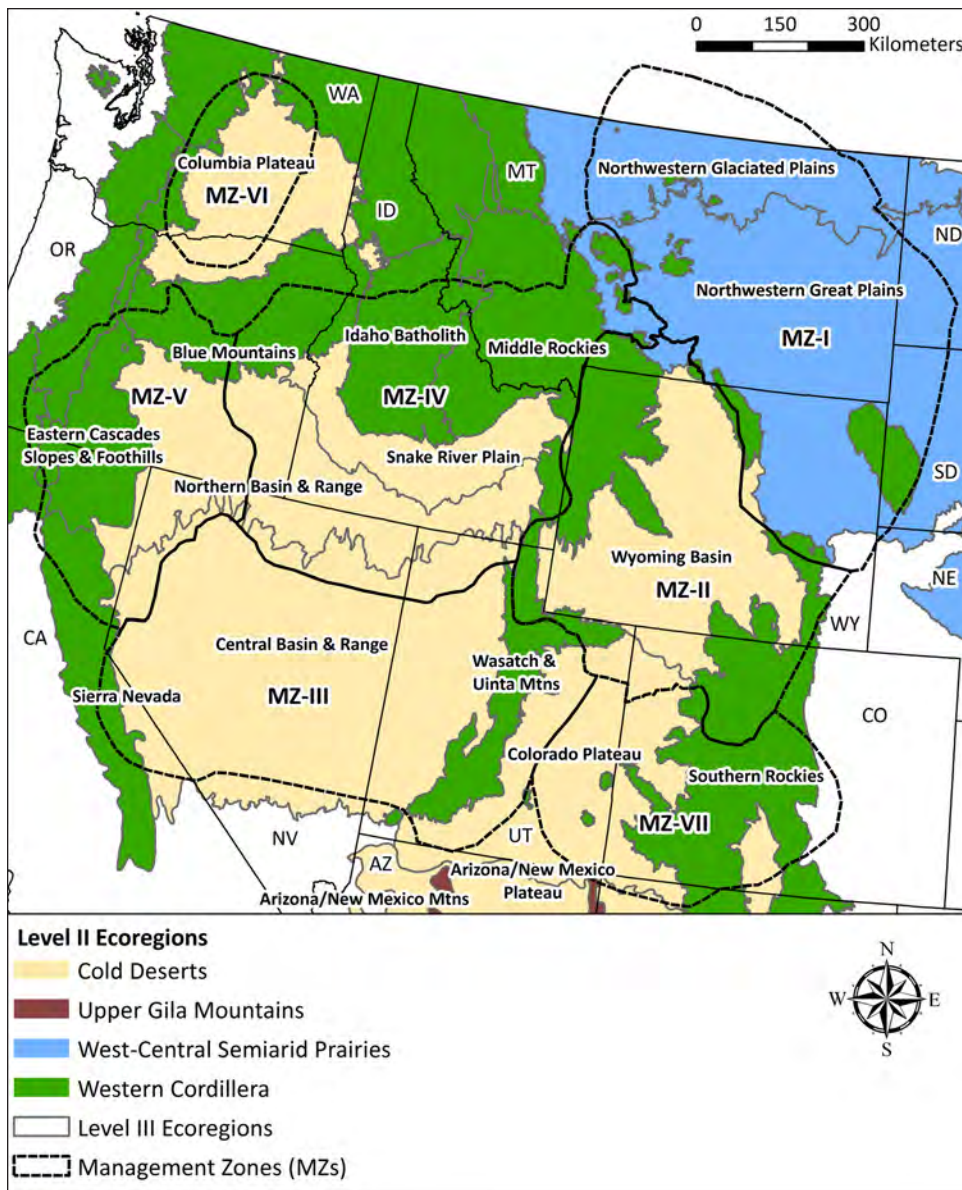 0 150 300
Kilometers
WA
Columbia Plateau
MZ-VI
MT
Northwestern Glaciated Plains
ID
OR
ND
Northwestern Great Plains
MZ-I
Idaho Batholith
Blue Mountains
Middle Rockies
MZ-V
MZ-IV
Eastern Cascades
Slopes & Foothills
Snake River Plain
SD
Northern Basin & Range
Wyoming Basin
MZ-II
NE
WY
CA
Central Basin & Range
MZ-III
Wasatch &
Uinta Mtns
Sierra Nevada
CO
Colorado Plateau
Southern Rockies
MZ-VII
NV
UT
AZ
Arizona/New Mexico
Plateau
Arizona/New Mexico Mtns
Level II Ecoregions
Cold Deserts
Upper Gila Mountains
West-Central Semiarid Prairies
Western Cordillera
Level III Ecoregions
Management Zones (MZs)
N
W E
S